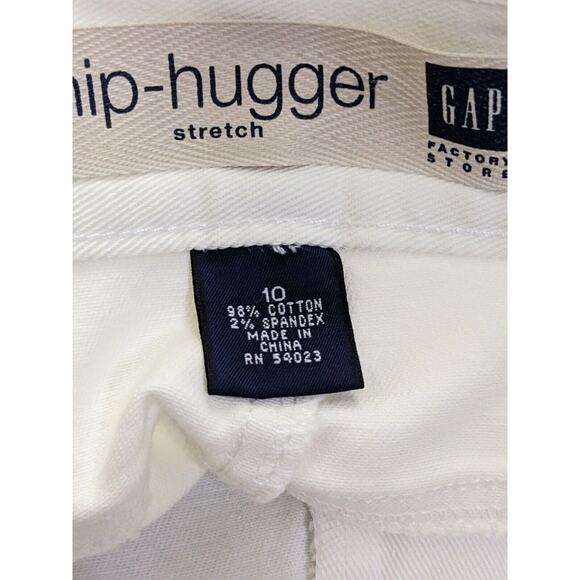 hip-hugger
stretch
GAP
FACTORY
STORE
10
98% COTTON
2% SPANDEX
MADE IN
CHINA
RN 54023